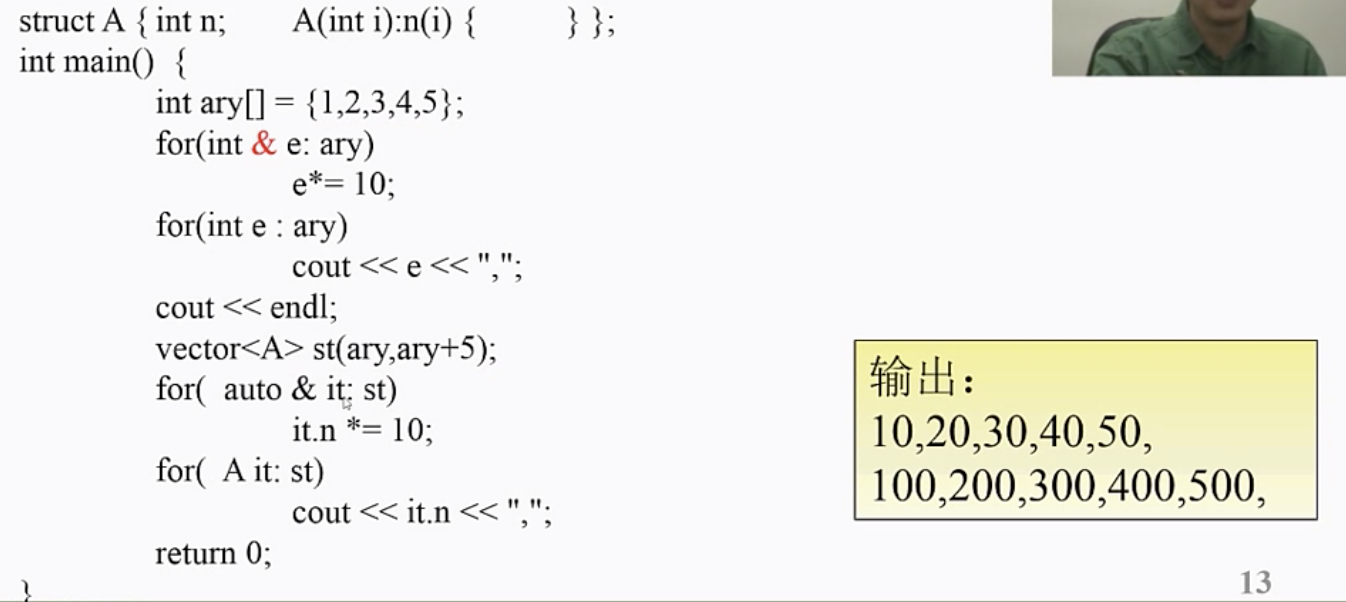 struct A { int n; A(int i):n(i) { } };
int main() {
int ary[] = {1,2,3,4,5};
for(int & e: ary)
e*= 10;
for(int e : ary)
cout << e << ",";
cout << endl;
vector<A> st(ary,ary+5);
for( auto & it: st)
it.n *= 10;
for( A it: st)
cout << it.n << ",";
return 0;
}
输出：
10,20,30,40,50,
100,200,300,400,500,
13